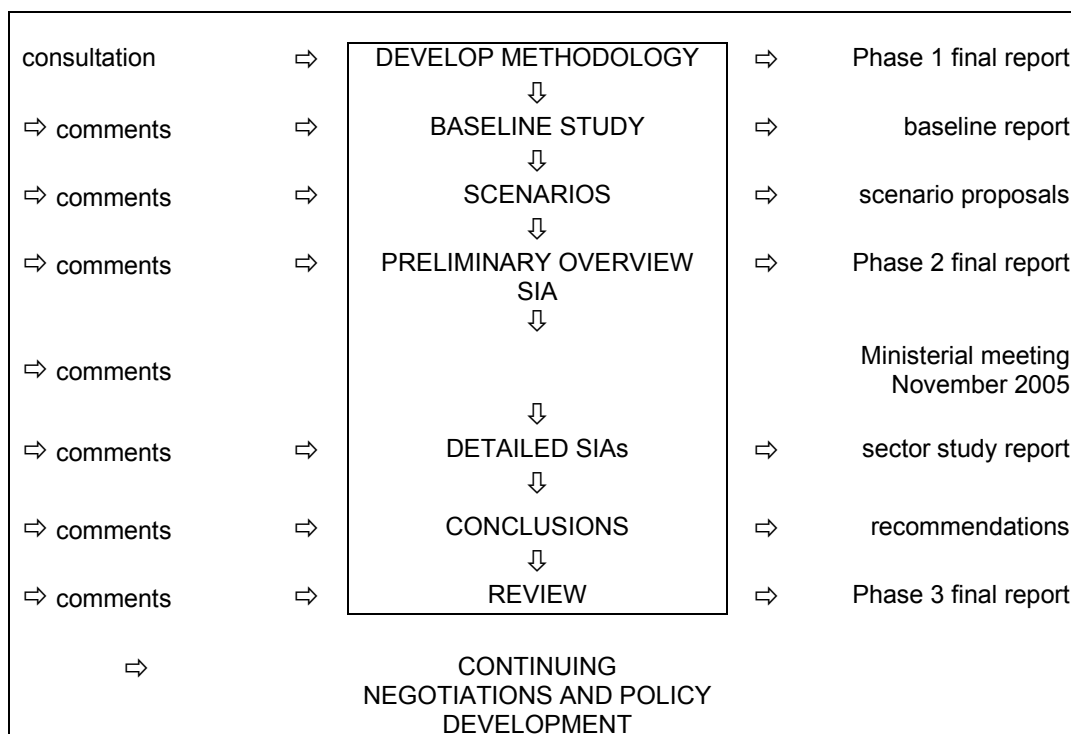 consultation ⇨ DEVELOP METHODOLOGY ⇨ Phase 1 final report
⇩
⇨ comments ⇨ BASELINE STUDY ⇨ baseline report
⇩
⇨ comments ⇨ SCENARIOS ⇨ scenario proposals
⇩
⇨ comments ⇨ PRELIMINARY OVERVIEW ⇨ Phase 2 final report
SIA
⇩
⇨ comments Ministerial meeting
November 2005
⇩
⇨ comments ⇨ DETAILED SIAs ⇨ sector study report
⇩
⇨ comments ⇨ CONCLUSIONS ⇨ recommendations
⇩
⇨ comments ⇨ REVIEW ⇨ Phase 3 final report
⇨ CONTINUING
NEGOTIATIONS AND POLICY
DEVELOPMENT